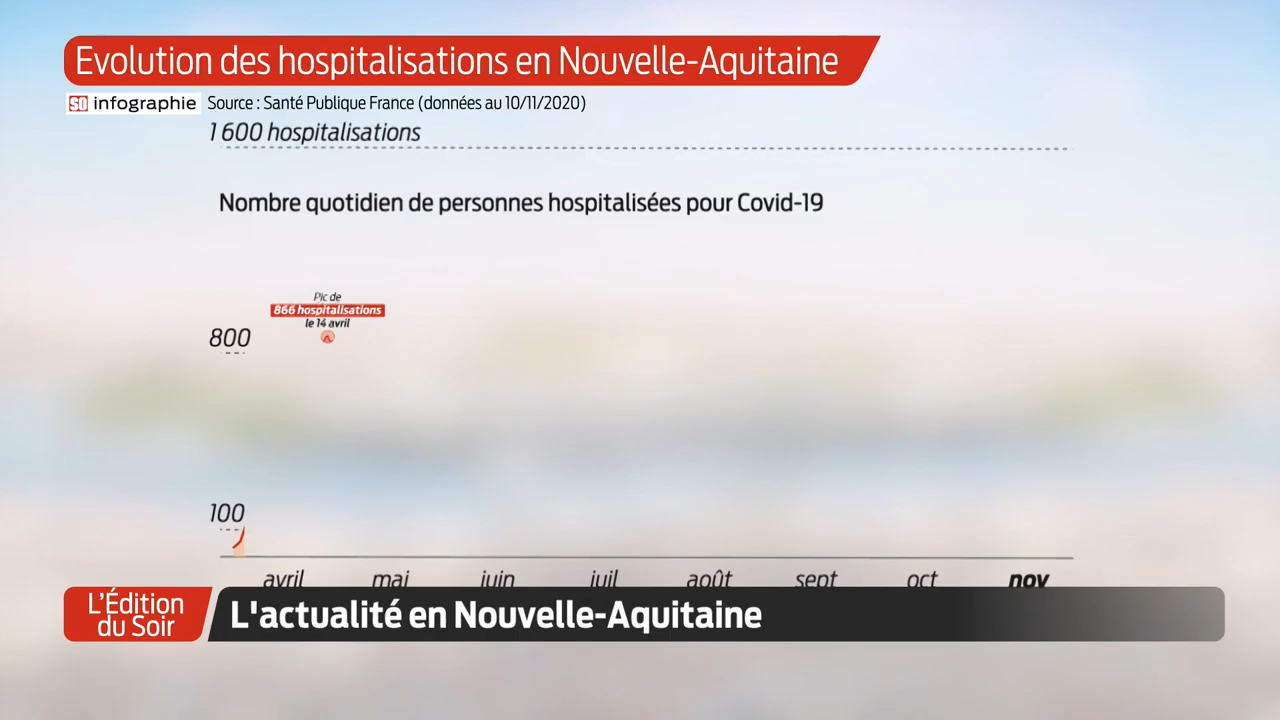 Evolution des hospitalisations en Nouvelle-Aquitaine
SO infographie Source : Santé Publique France (données au 10/11/2020)
1 600 hospitalisations
Nombre quotidien de personnes hospitalisées pour Covid-19
Pic de
866 hospitalisations
le 14 avril
800
100
avril mai juin juil août sept oct nov
L'Édition
du Soir
L'actualité en Nouvelle-Aquitaine